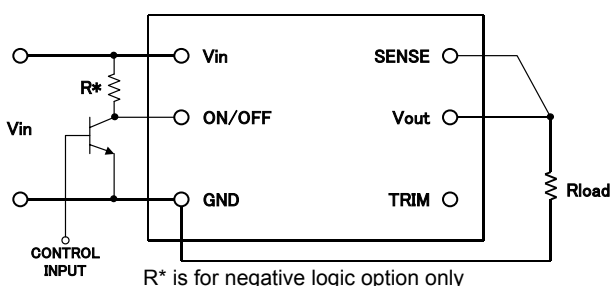 Vin
SENSE
R*
ON/OFF
Vout
Vin
GND
TRIM
Rload
CONTROL
INPUT
R* is for negative logic option only